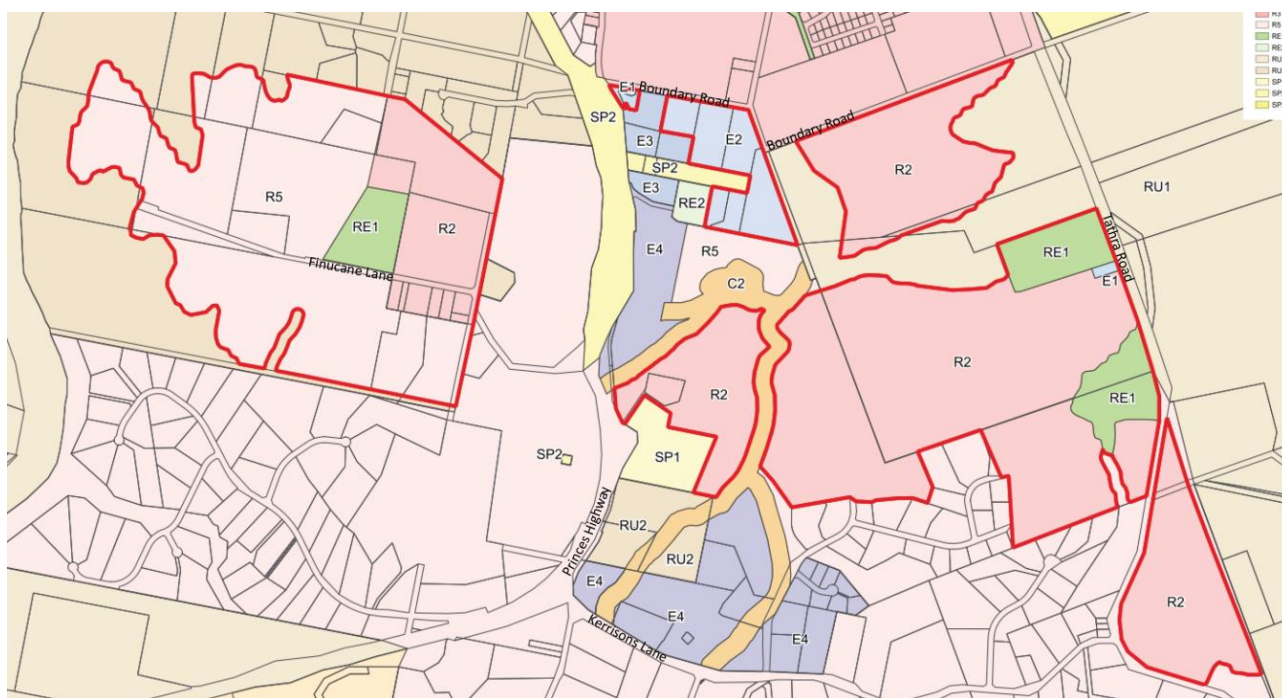 R5
RE1
E1
Boundary Road
SP2
E3
E2
Boundary Road
SP2
R2
RU1
R5
RE1
R2
E3
RE2
Tathra Road
E4
R5
RE1
E1
Finucane Lane
C2
R2
R2
RE1
SP2
SP1
Princes Highway
RU2
RU2
R2
E4
E4
E4
Kerrisons Lane